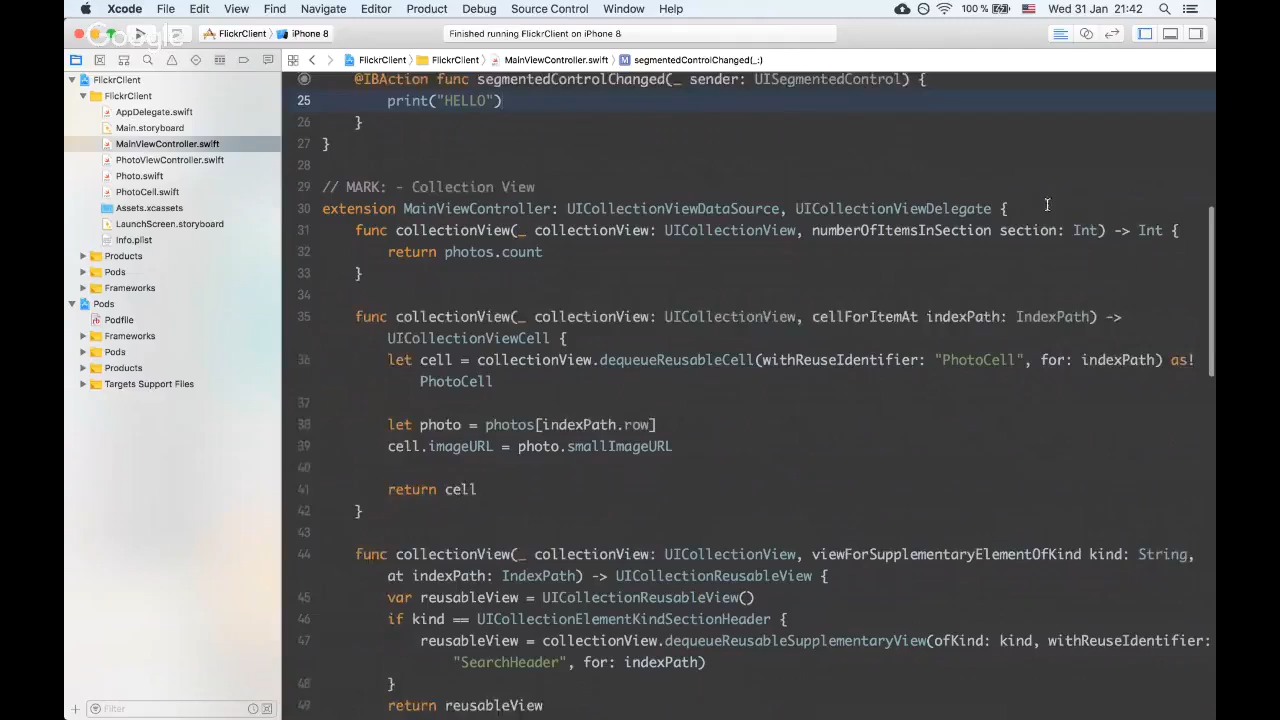 Xcode File Edit View Find Navigate Editor Product Debug Source Control Window Help 100 % Wed 31 Jan 21:42
Google
FlickrClient iPhone 8 Finished running FlickrClient on iPhone 8
FlickrClient FlickrClient MainViewController.swift M segmentedControlChanged(_:)
FlickrClient
FlickrClient
AppDelegate.swift
Main.storyboard
MainViewController.swift
PhotoViewController.swift
Photo.swift
PhotoCell.swift
Assets.xcassets
LaunchScreen.storyboard
Info.plist
Products
Pods
Frameworks
Pods
Podfile
Frameworks
Pods
Products
Targets Support Files
Filter
@IBAction func segmentedControlChanged(_ sender: UISegmentedControl) {
25 print("HELLO")
26 }
27 }
28
29 // MARK: - Collection View
30 extension MainViewController: UICollectionViewDataSource, UICollectionViewDelegate {
31 func collectionView(_ collectionView: UICollectionView, numberOfItemsInSection section: Int) -> Int {
32 return photos.count
33 }
34
35 func collectionView(_ collectionView: UICollectionView, cellForItemAt indexPath: IndexPath) ->
UICollectionViewCell {
36 let cell = collectionView.dequeueReusableCell(withReuseIdentifier: "PhotoCell", for: indexPath) as!
PhotoCell
37
38 let photo = photos[indexPath.row]
39 cell.imageURL = photo.smallImageURL
40
41 return cell
42 }
43
44 func collectionView(_ collectionView: UICollectionView, viewForSupplementaryElementOfKind kind: String,
at indexPath: IndexPath) -> UICollectionReusableView {
45 var reusableView = UICollectionReusableView()
46 if kind == UICollectionElementKindSectionHeader {
47 reusableView = collectionView.dequeueReusableSupplementaryView(ofKind: kind, withReuseIdentifier:
"SearchHeader", for: indexPath)
48 }
49 return reusableView